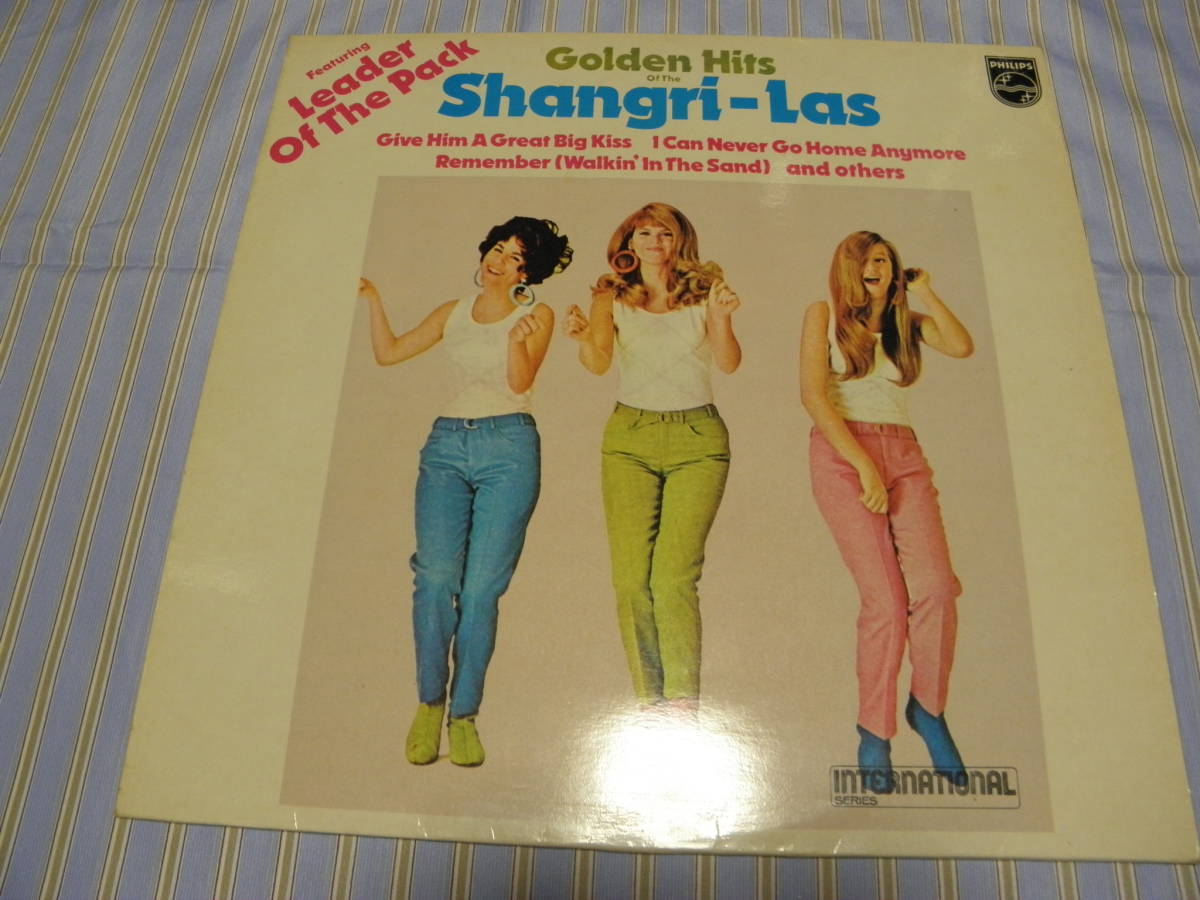 Featuring
Leader
Of The Pack
Golden Hits
Of The
Shangri-Las
Give Him A Great Big Kiss I Can Never Go Home Anymore
Remember (Walkin' In The Sand) and others
PHILIPS
INTERNATIONAL
SERIES